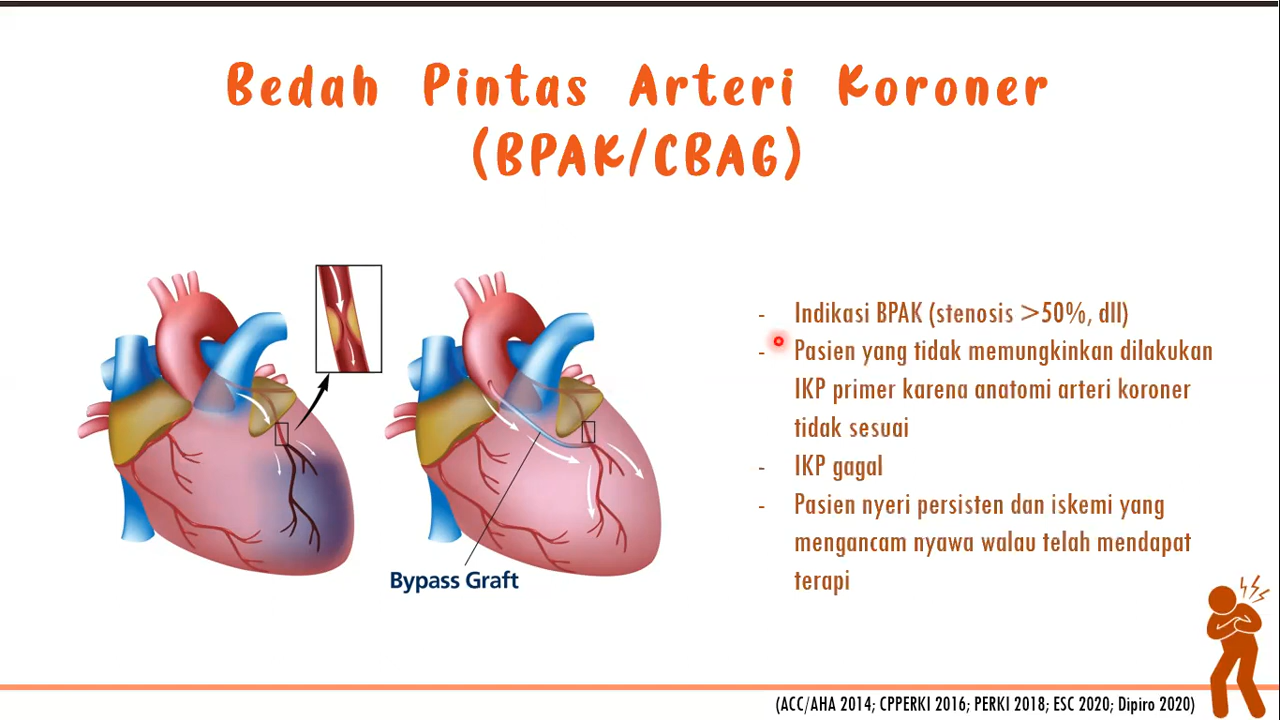 Bedah Pintas Arteri Koroner
(BPAK/CBAG)
Bypass Graft
- Indikasi BPAK (stenosis >50%, dll)
- Pasien yang tidak memungkinkan dilakukan
IKP primer karena anatomi arteri koroner
tidak sesuai
- IKP gagal
- Pasien nyeri persisten dan iskemi yang
mengancam nyawa walau telah mendapat
terapi
(ACC/AHA 2014; CPPERKI 2016; PERKI 2018; ESC 2020; Dipiro 2020)